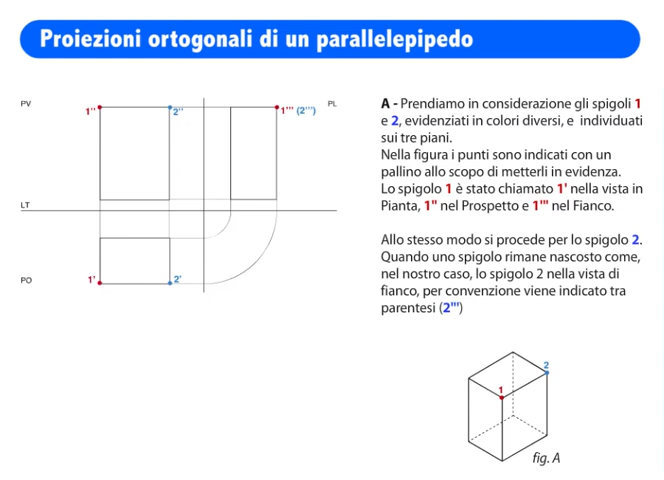 Proiezioni ortogonali di un parallelepipedo
PV
1''
2''
1''' (2''')
PL
LT
PO
1'
2'
A - Prendiamo in considerazione gli spigoli 1
e 2, evidenziati in colori diversi, e individuati
sui tre piani.
Nella figura i punti sono indicati con un
pallino allo scopo di metterli in evidenza.
Lo spigolo 1 è stato chiamato 1' nella vista in
Pianta, 1" nel Prospetto e 1"' nel Fianco.
Allo stesso modo si procede per lo spigolo 2.
Quando uno spigolo rimane nascosto come,
nel nostro caso, lo spigolo 2 nella vista di
fianco, per convenzione viene indicato tra
parentesi (2"')
2
1
fig. A